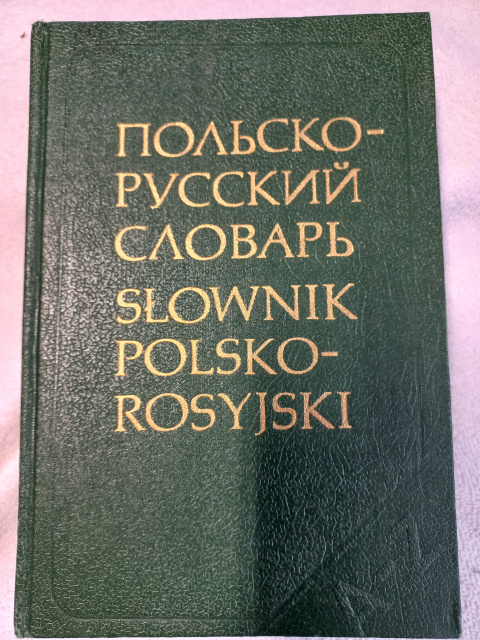 ПОЛЬСКО-
РУССКИЙ
СЛОВАРЬ
SŁOWNIK
POLSKO-
ROSYJSKI